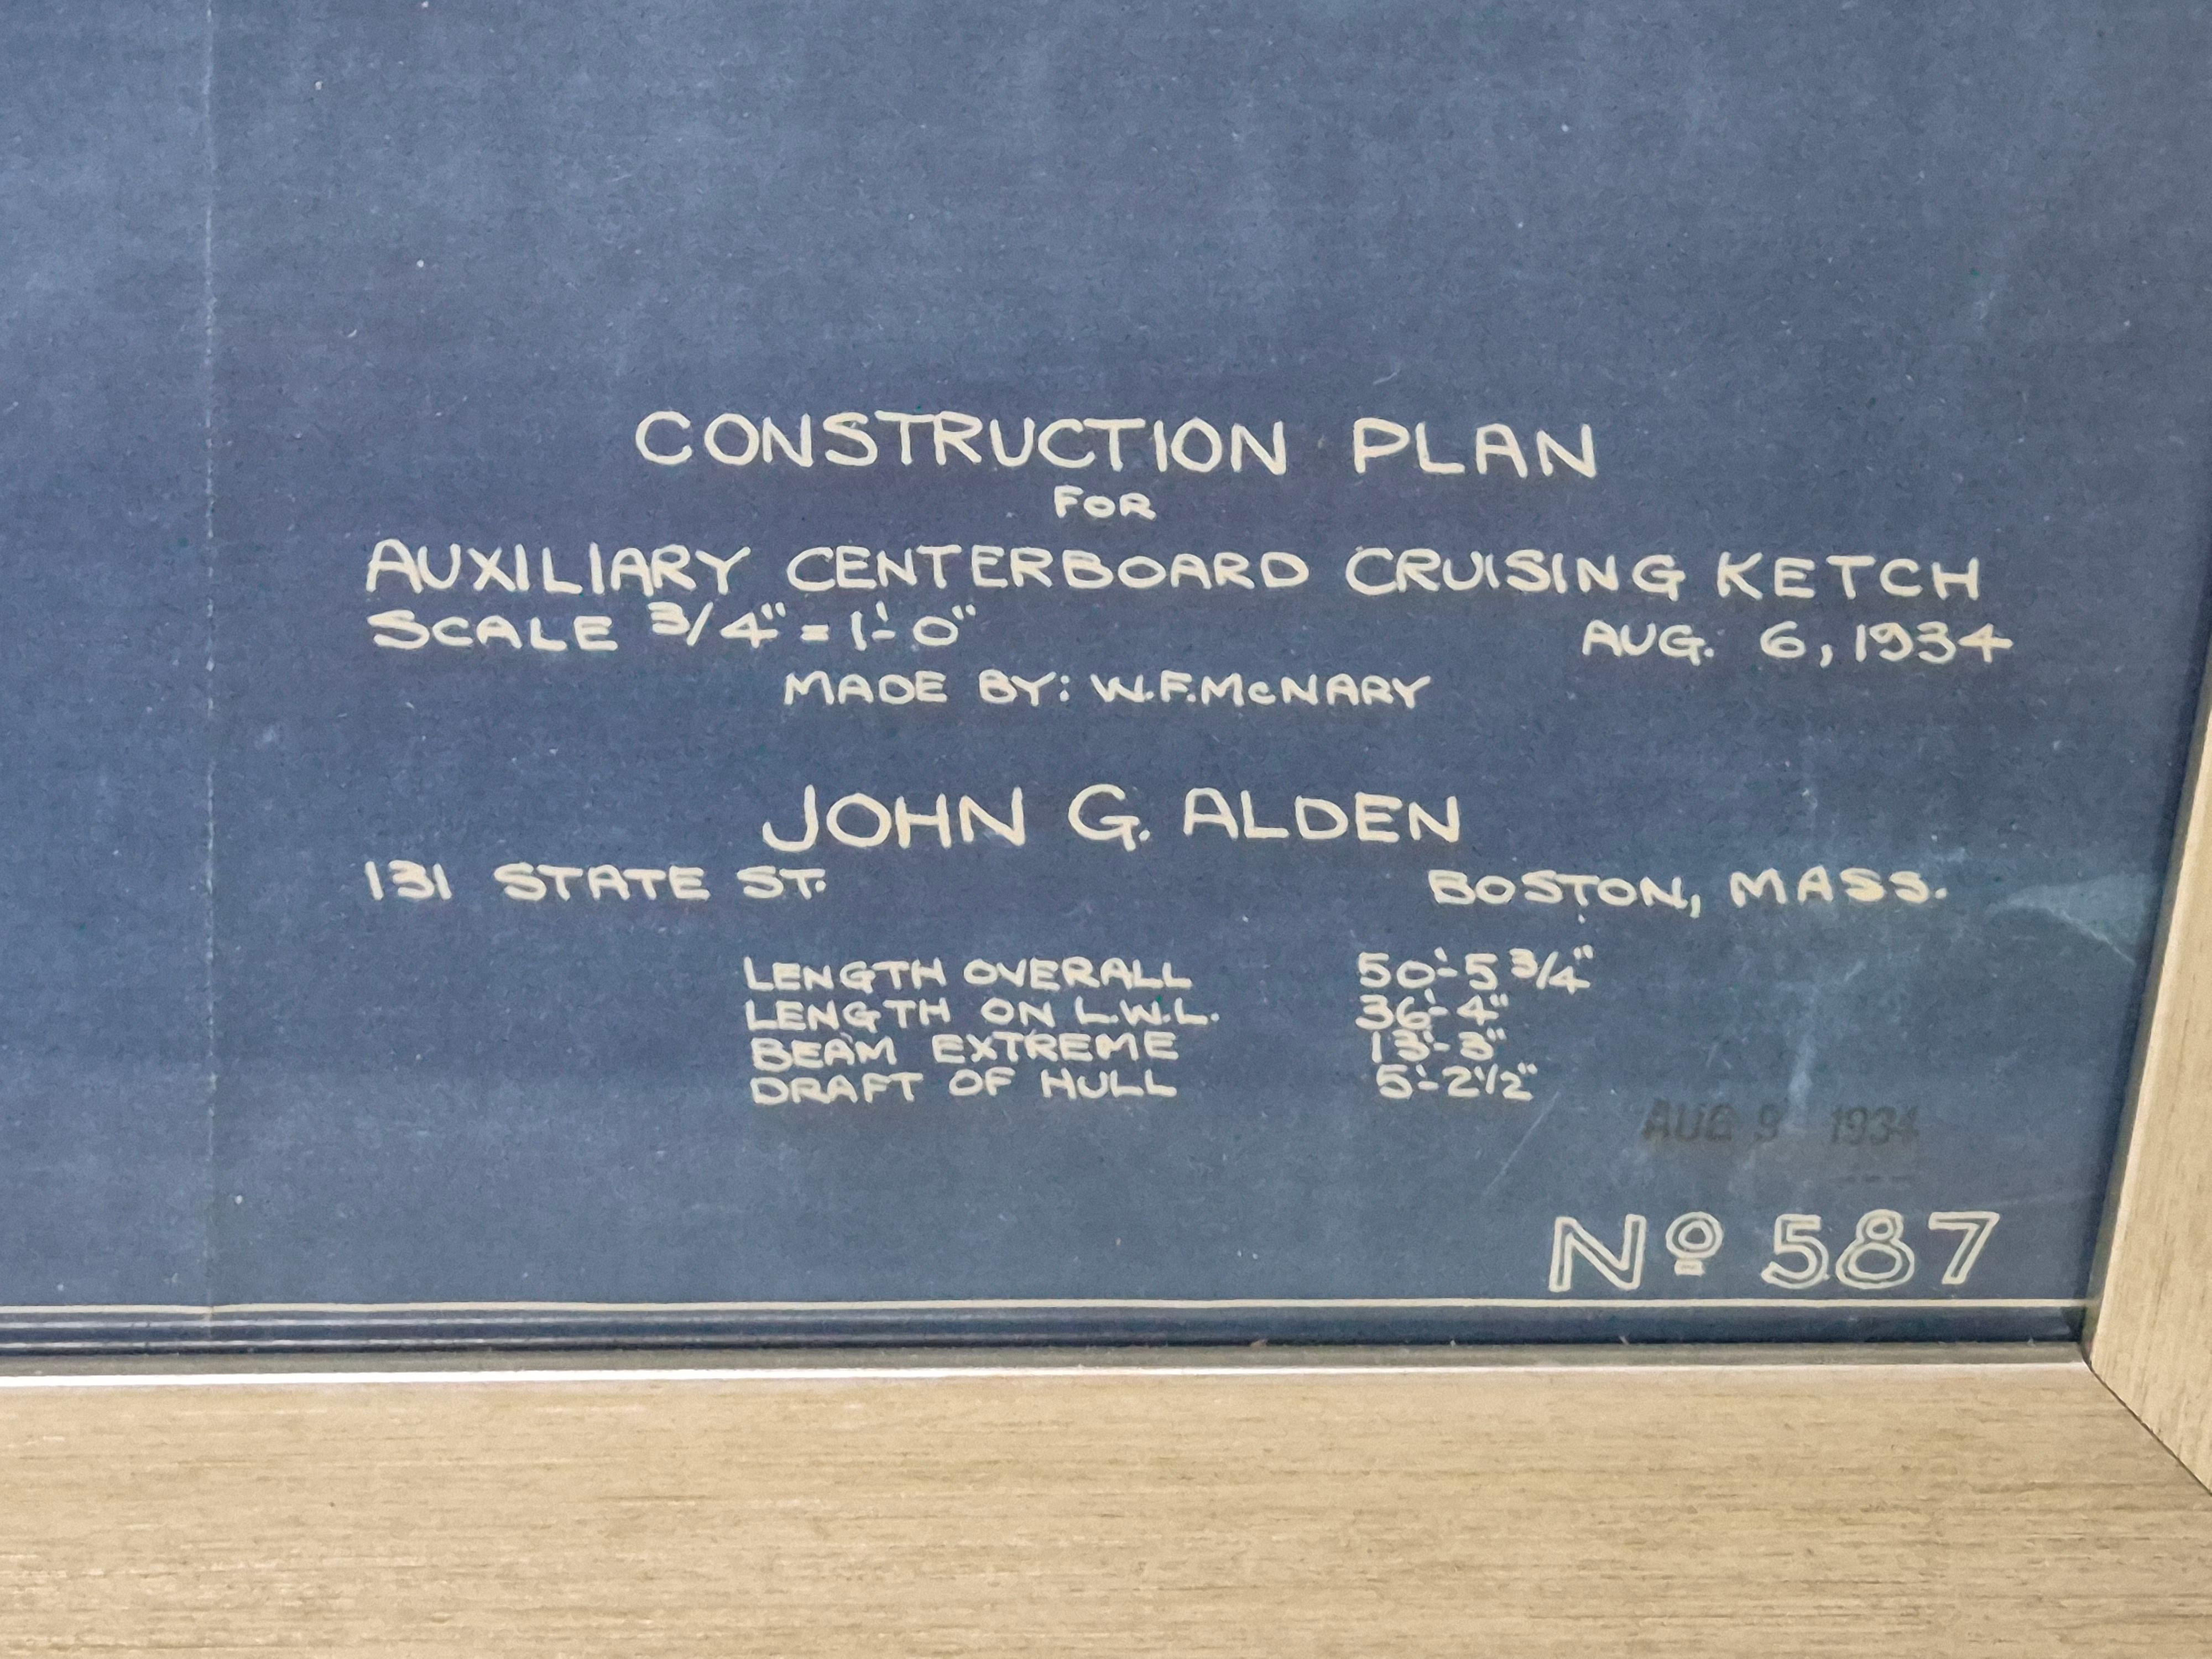 CONSTRUCTION PLAN
FOR
AUXILIARY CENTERBOARD CRUISING KETCH
SCALE 3/4" = 1'-0" AUG. 6, 1934
MADE BY: W.F. McNARY
JOHN G. ALDEN
131 STATE ST. BOSTON, MASS.
LENGTH OVERALL 50'-5 3/4"
LENGTH ON L.W.L. 36'-4"
BEAM EXTREME 13'-3"
DRAFT OF HULL 5'-2 1/2"
AUG 9 1934
Nº 587